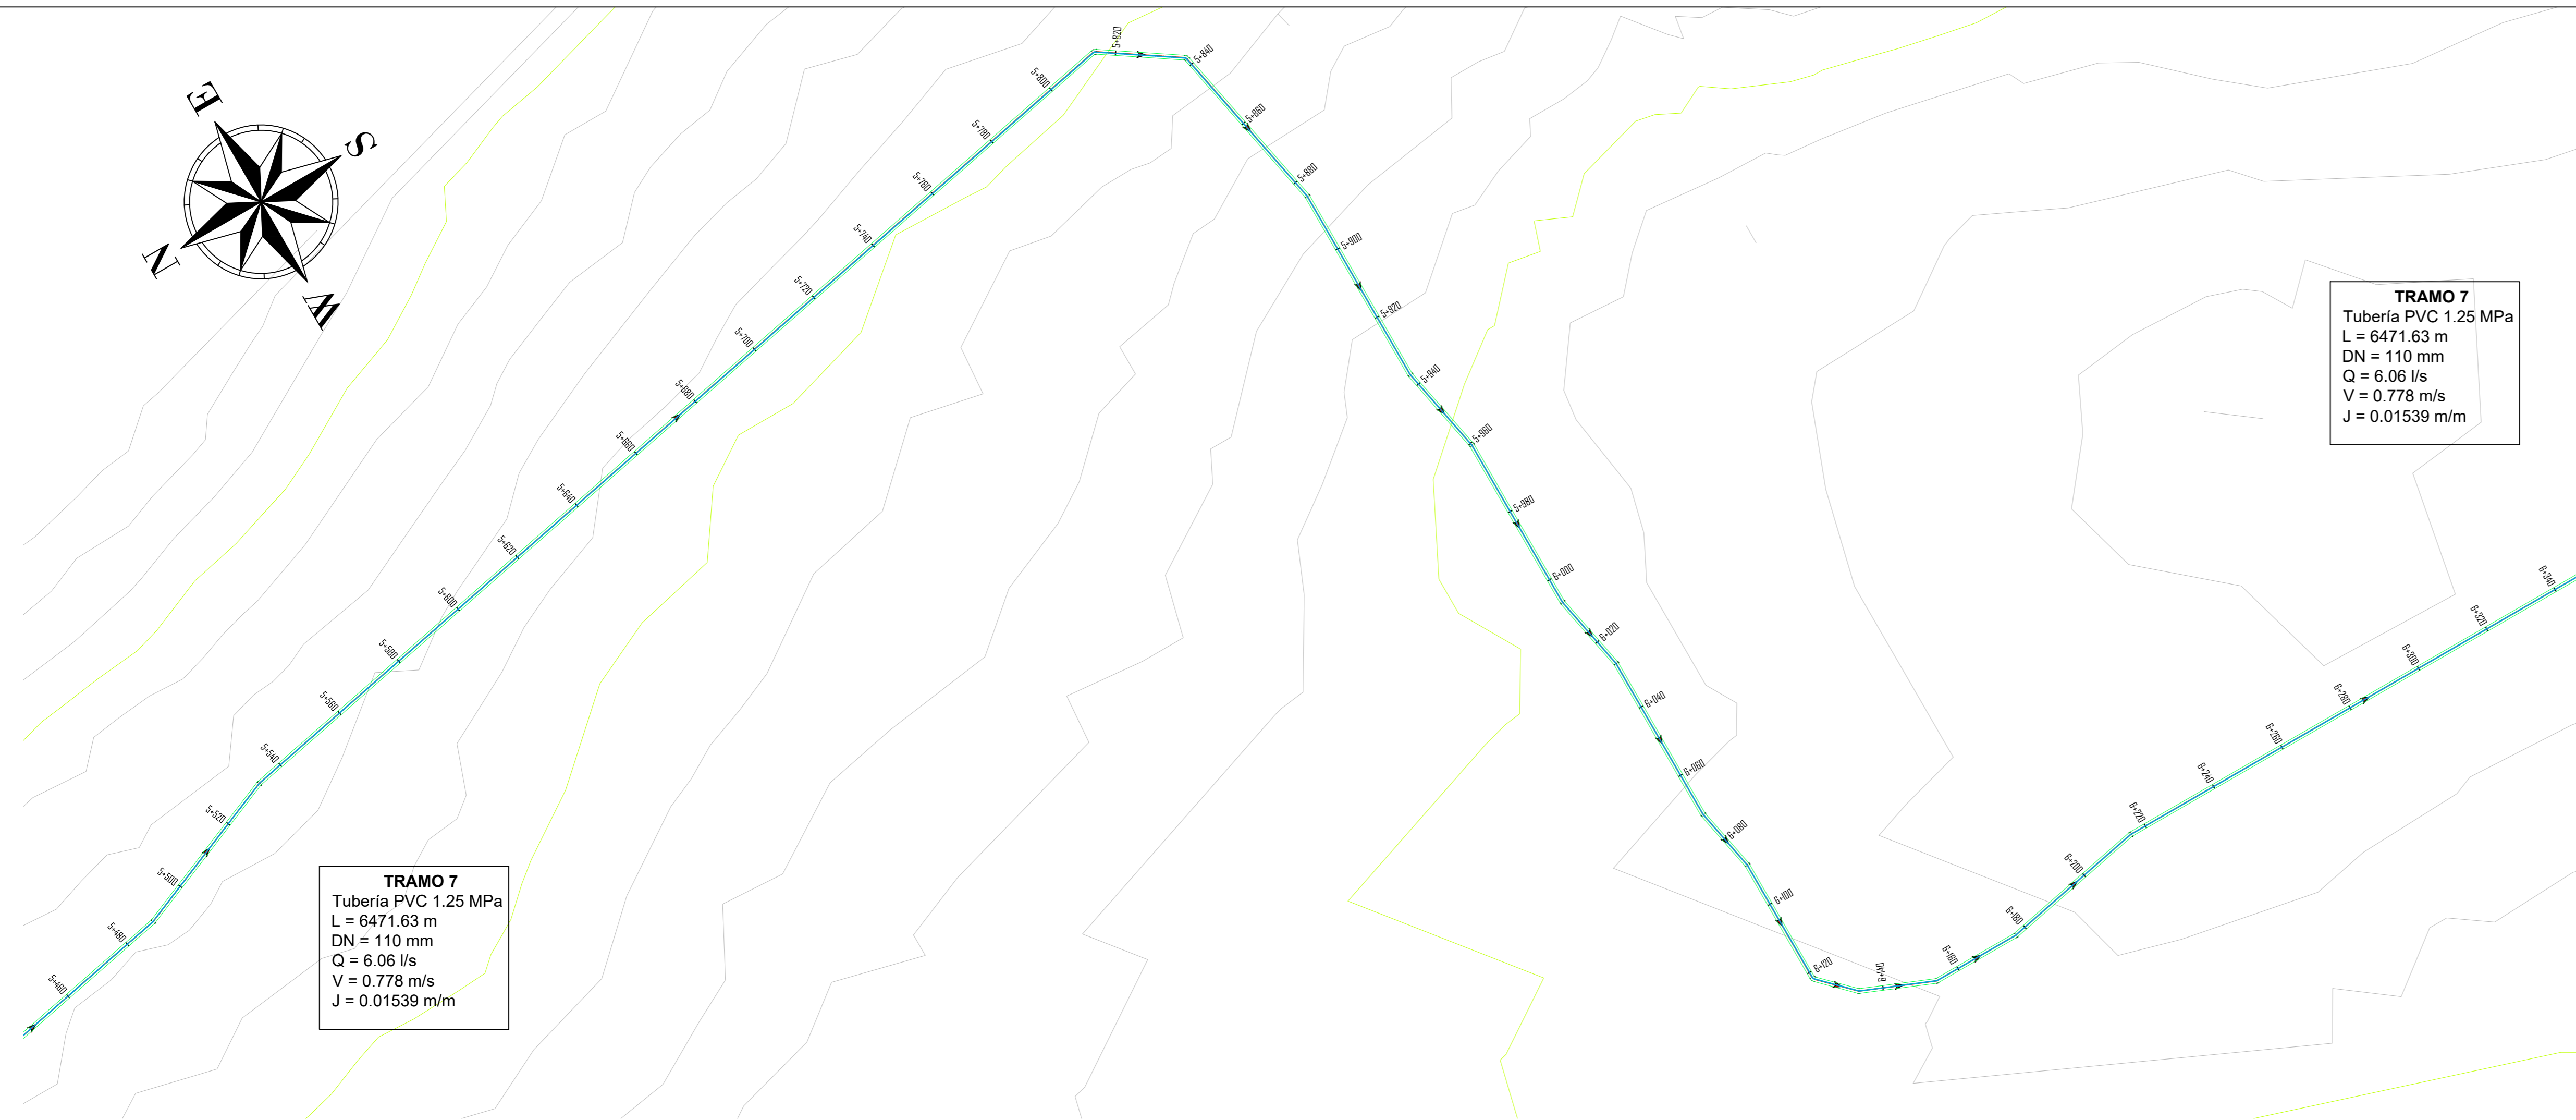 E
S
N
W
5+460
5+480
5+500
5+520
5+540
5+560
5+580
5+600
5+620
5+640
5+660
5+680
5+700
5+720
5+740
5+760
5+780
5+800
5+820
5+840
5+860
5+880
5+900
5+920
5+940
5+960
5+980
6+000
6+020
6+040
6+060
6+080
6+100
6+120
6+140
6+160
6+180
6+200
6+220
6+240
6+260
6+280
6+300
6+320
6+340
TRAMO 7
Tubería PVC 1.25 MPa
L = 6471.63 m
DN = 110 mm
Q = 6.06 l/s
V = 0.778 m/s
J = 0.01539 m/m
TRAMO 7
Tubería PVC 1.25 MPa
L = 6471.63 m
DN = 110 mm
Q = 6.06 l/s
V = 0.778 m/s
J = 0.01539 m/m